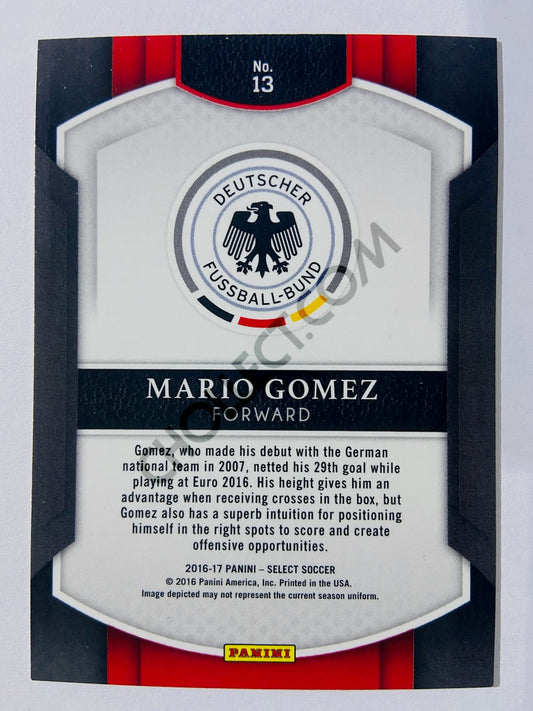 No.
13
DEUTSCHER
FUSSBALL-BUND
MARIO GOMEZ
FORWARD
Gomez, who made his debut with the German
national team in 2007, netted his 29th goal while
playing at Euro 2016. His height gives him an
advantage when receiving crosses in the box, but
Gomez also has a superb intuition for positioning
himself in the right spots to score and create
offensive opportunities.
2016-17 PANINI – SELECT SOCCER
© 2016 Panini America, Inc. Printed in the USA.
Image depicted may not represent the current season uniform.
PANINI